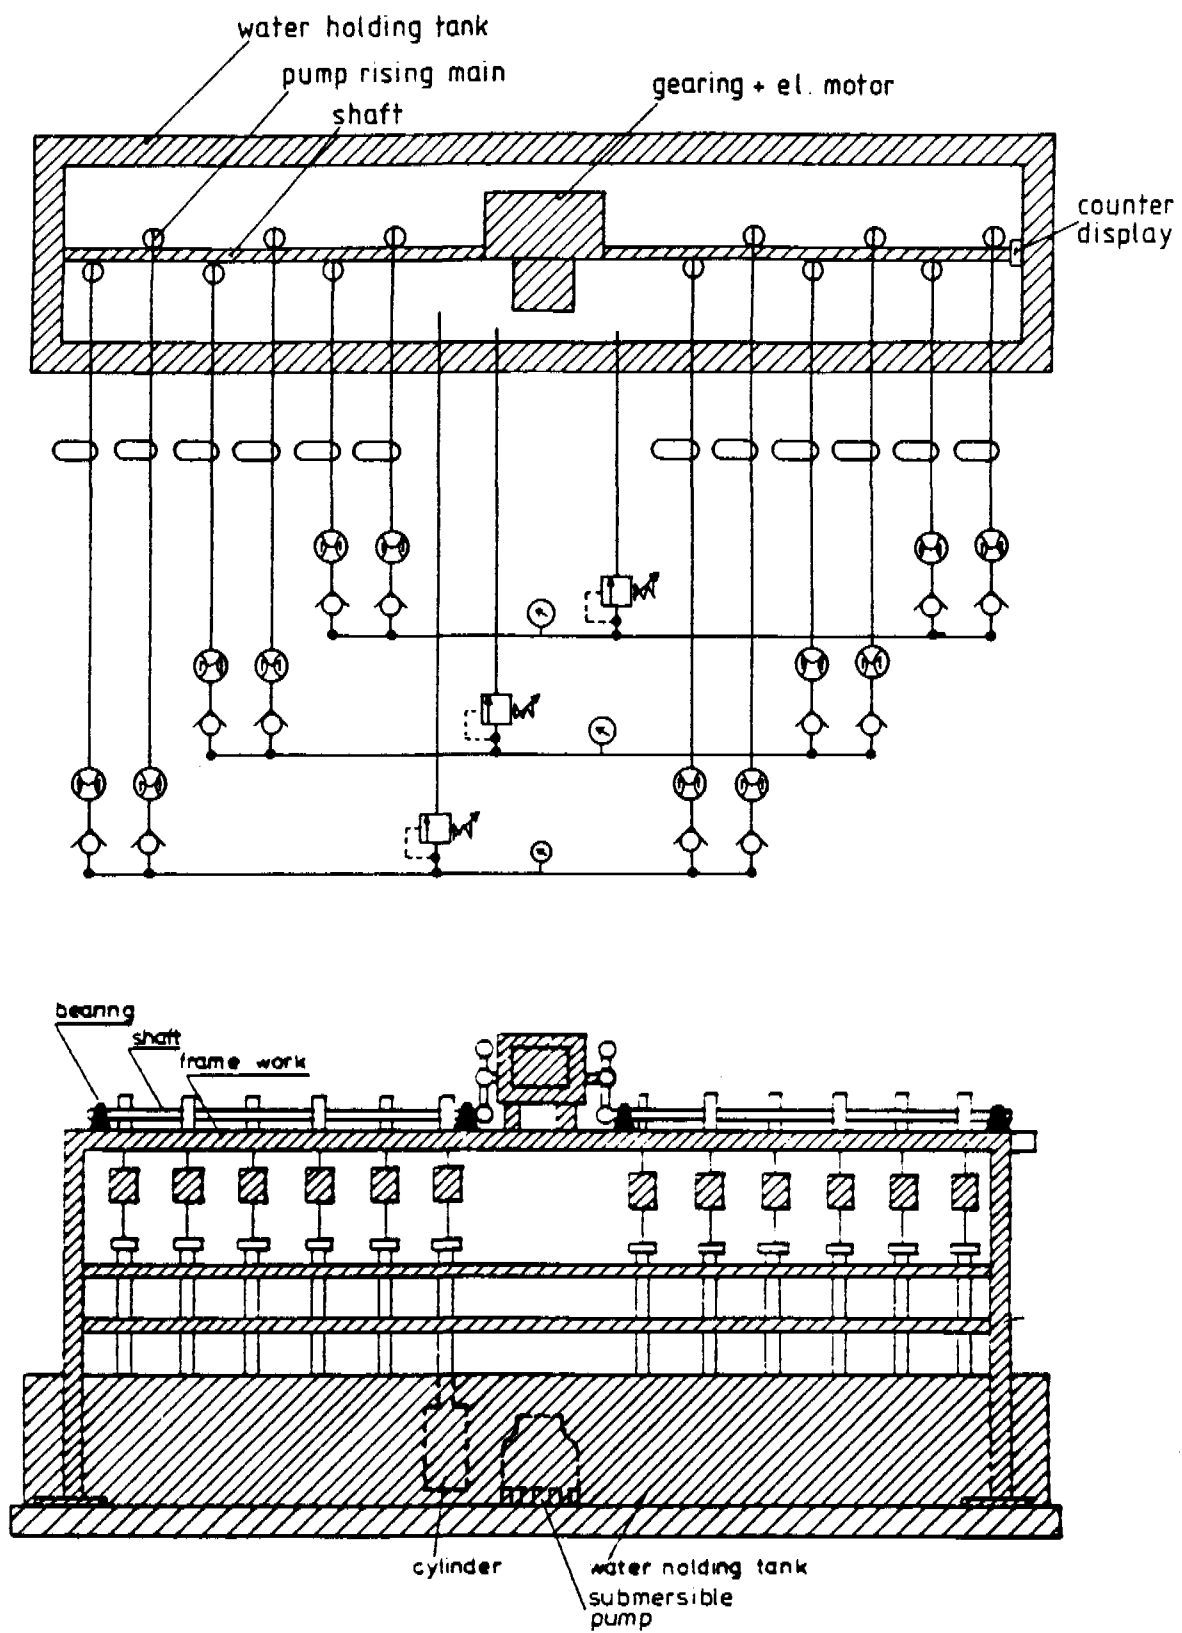 water holding tank
pump rising main
shaft
gearing + el. motor
counter
display
bearing
shaft
frame work
cylinder
water holding tank
submersible
pump